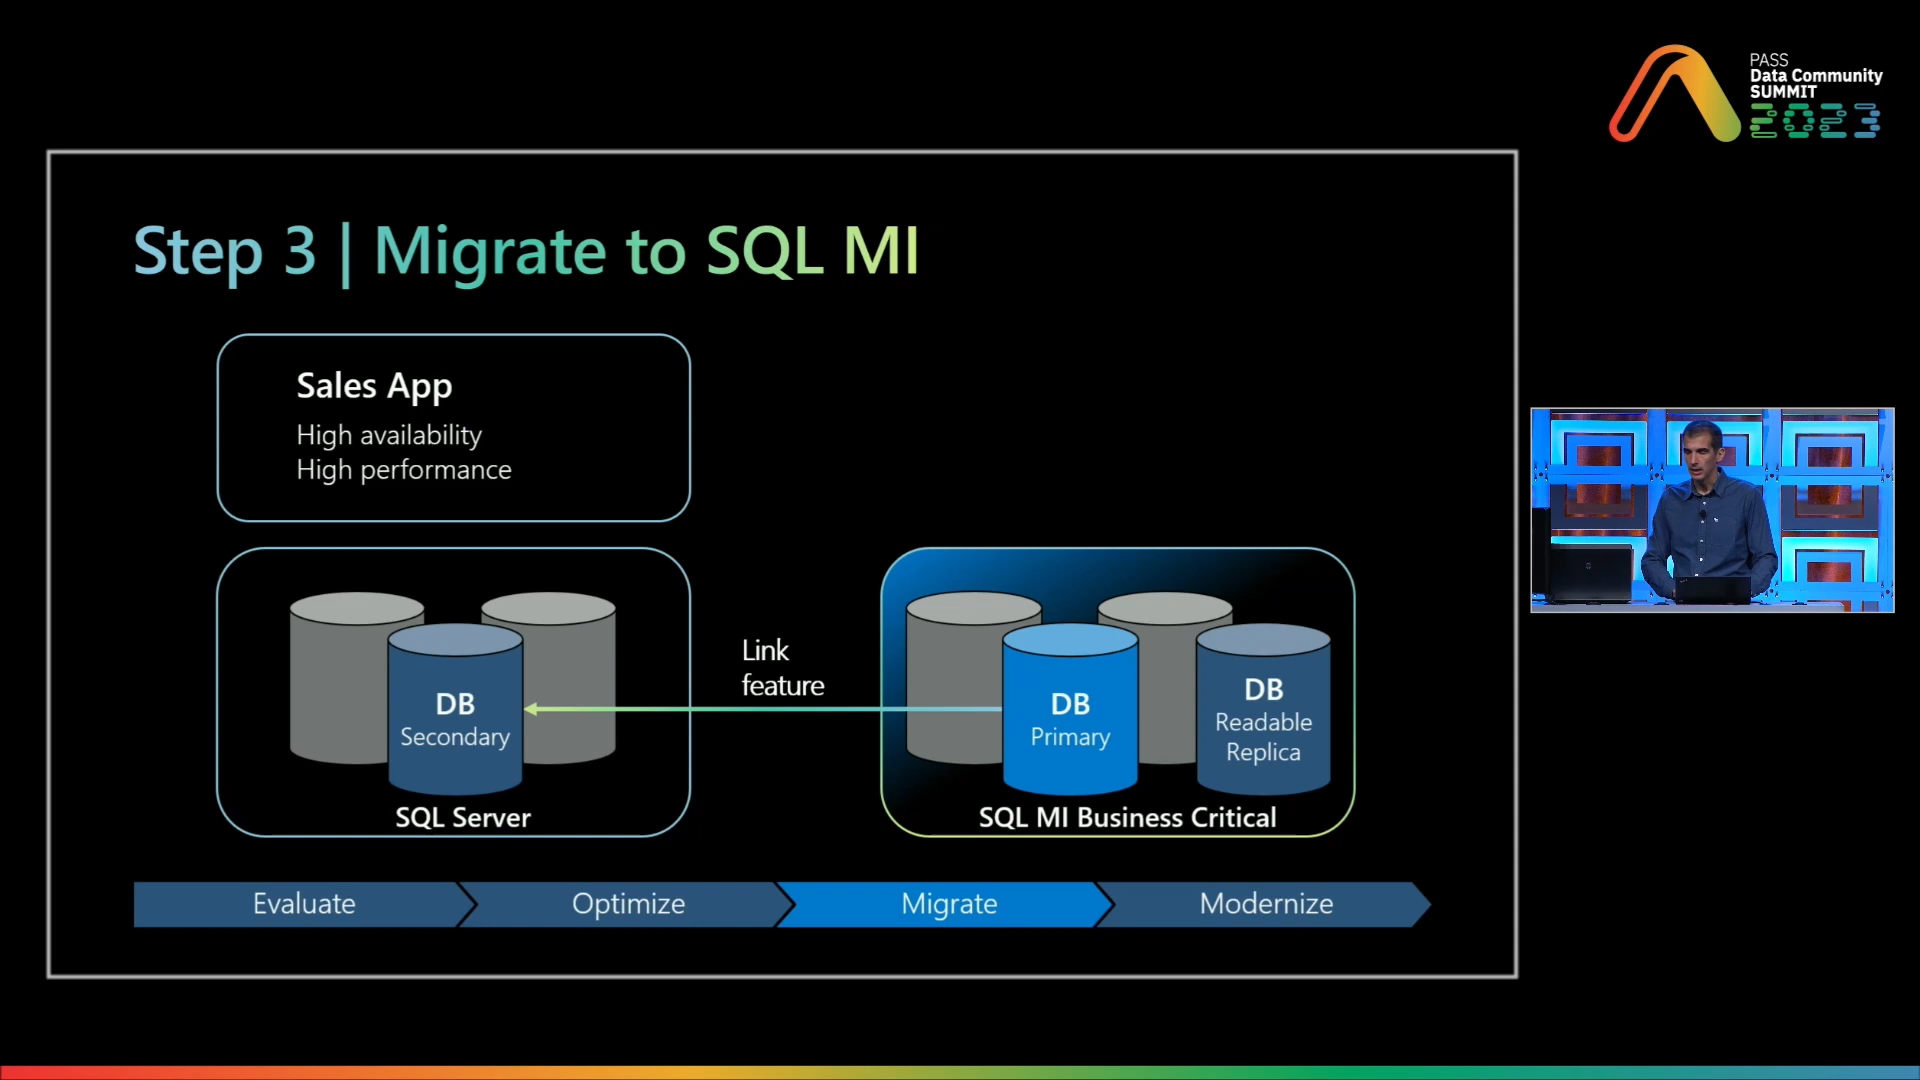 PASS
Data Community
SUMMIT
2023
Step 3 | Migrate to SQL MI
Sales App
High availability
High performance
DB
Secondary
SQL Server
Link
feature
DB
Primary
DB
Readable
Replica
SQL MI Business Critical
Evaluate
Optimize
Migrate
Modernize